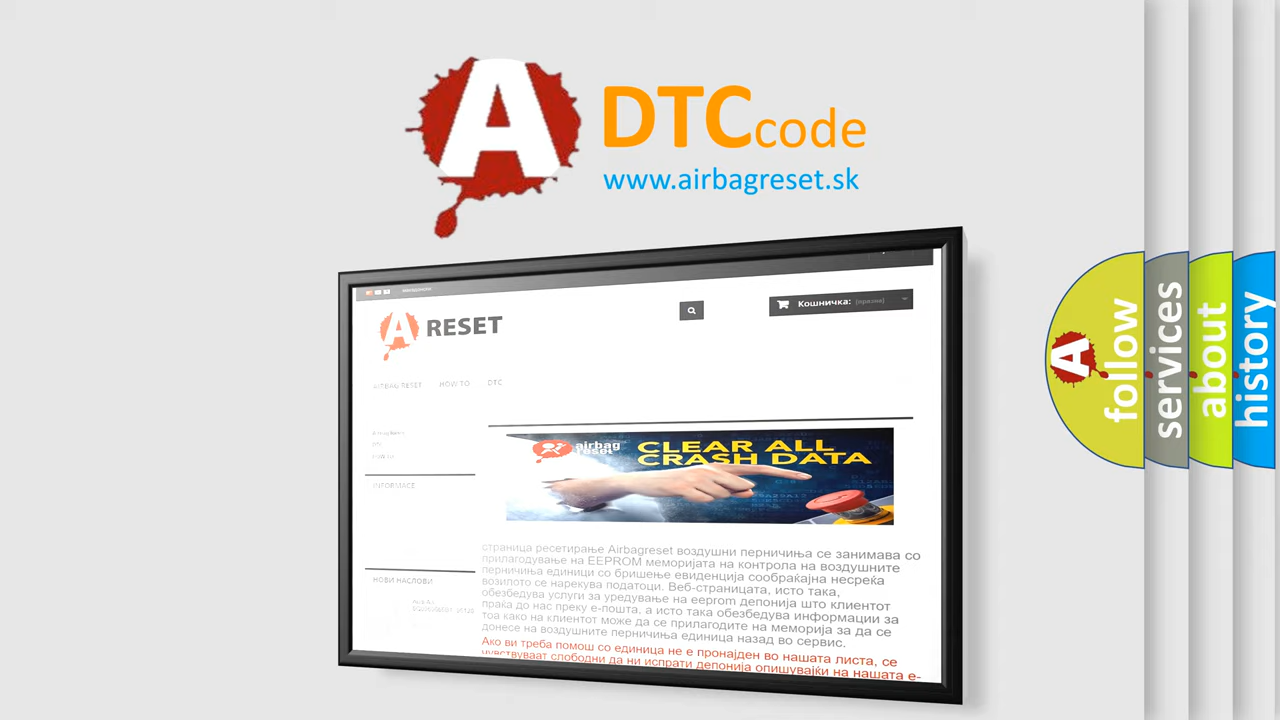 A DTCcode
www.airbagreset.sk
A RESET
Кошничка: (празна)
AIRBAG RESET HOW TO DTC
airbag
reset
CLEAR ALL
CRASH DATA
INFORMACE
страница ресетирање Airbagreset воздушни перничиња се занимава со
прилагодување на EEPROM меморијата на контрола на воздушните
перничиња единици со бришење евиденција сообраќајна несреќа
возилото се нарекува податоци. Веб-страницата, исто така,
обезбедува услуги за уредување на eeprom депонија што клиентот
праќа до нас преку е-пошта, а исто така обезбедува информации за
тоа како на клиентот може да се прилагодите на меморија за да се
донесе на воздушните перничиња единица назад во сервис.
Ако ви треба помош со единица не е пронајден во нашата листа, се
чувствуваат слободни да ни испрати депонија опишувајќи на нашата е-
НОВИ НАСЛОВИ
A follow
services
about
history